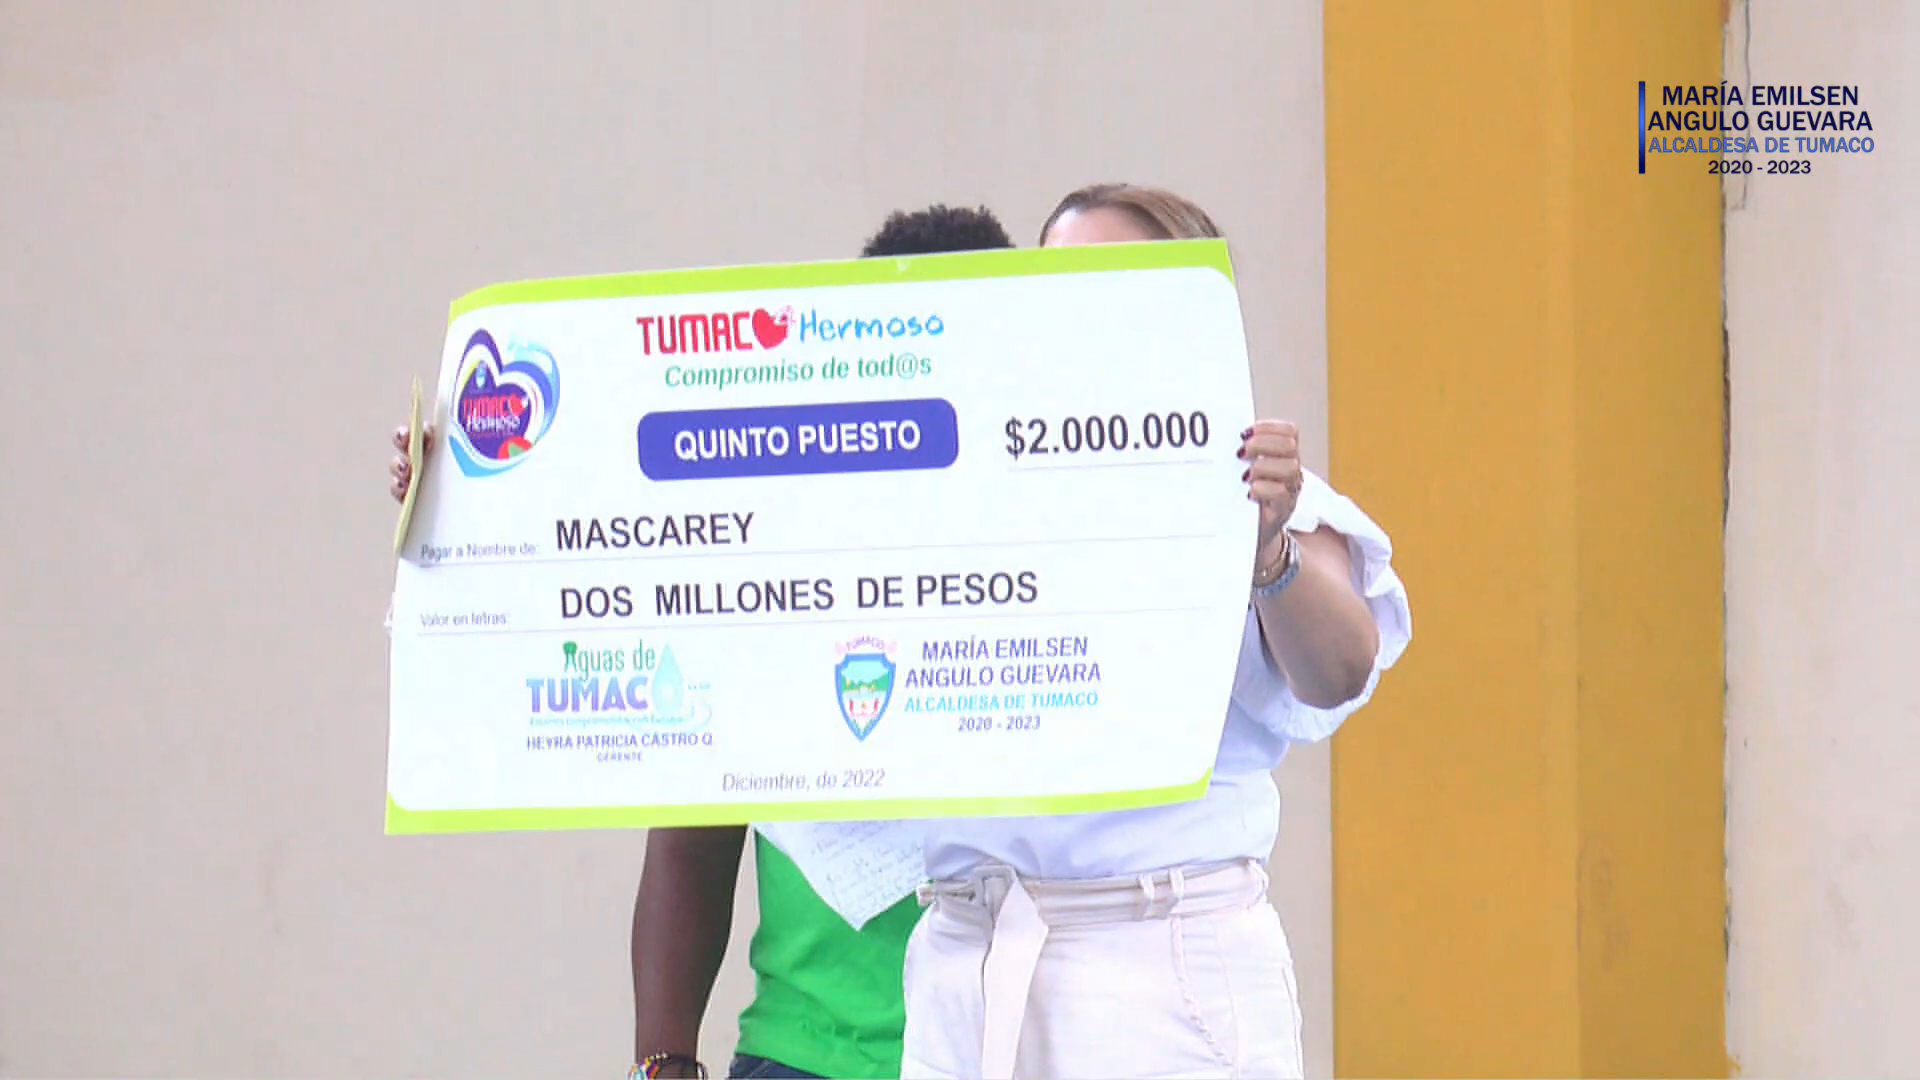 MARÍA EMILSEN
ANGULO GUEVARA
ALCALDESA DE TUMACO
2020 - 2023
TUMACO Hermoso
Compromiso de tod@s
TUMACO
Hermoso
QUINTO PUESTO
$2.000.000
Pagar a Nombre de: MASCAREY
Valor en letras: DOS MILLONES DE PESOS
Aguas de
TUMACO
HEYRA PATRICIA CASTRO Q
GERENTE
TUMACO
MARÍA EMILSEN
ANGULO GUEVARA
ALCALDESA DE TUMACO
2020 - 2023
Diciembre, de 2022